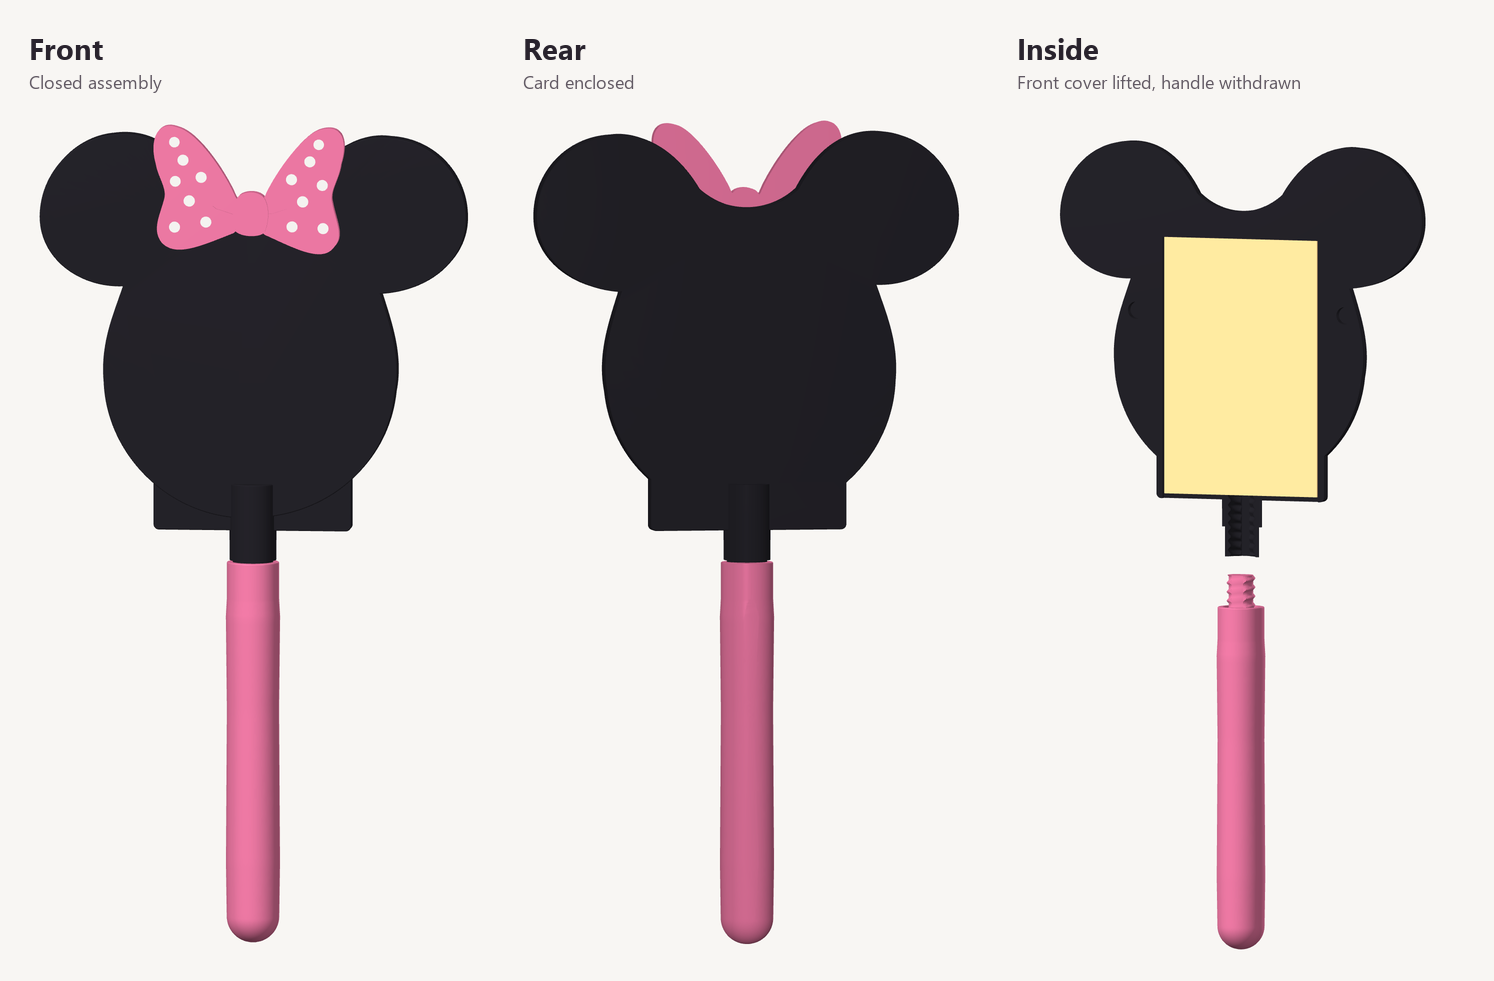 Front
Closed assembly
Rear
Card enclosed
Inside
Front cover lifted, handle withdrawn